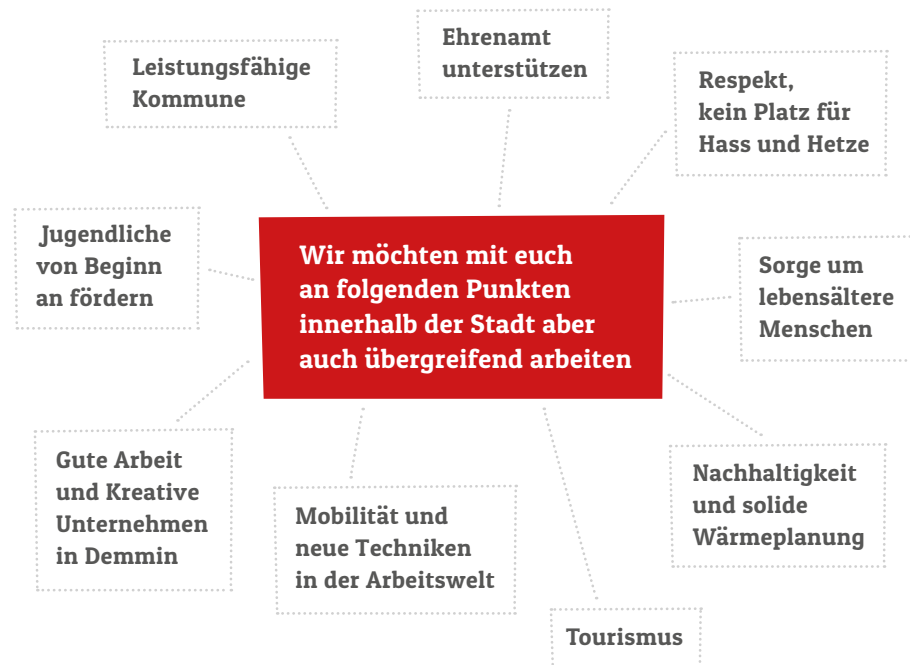 Ehrenamt
unterstützen
Leistungsfähige
Kommune
Respekt,
kein Platz für
Hass und Hetze
Jugendliche
von Beginn
an fördern
Wir möchten mit euch
an folgenden Punkten
innerhalb der Stadt aber
auch übergreifend arbeiten
Sorge um
lebensältere
Menschen
Gute Arbeit
und Kreative
Unternehmen
in Demmin
Mobilität und
neue Techniken
in der Arbeitswelt
Nachhaltigkeit
und solide
Wärmeplanung
Tourismus